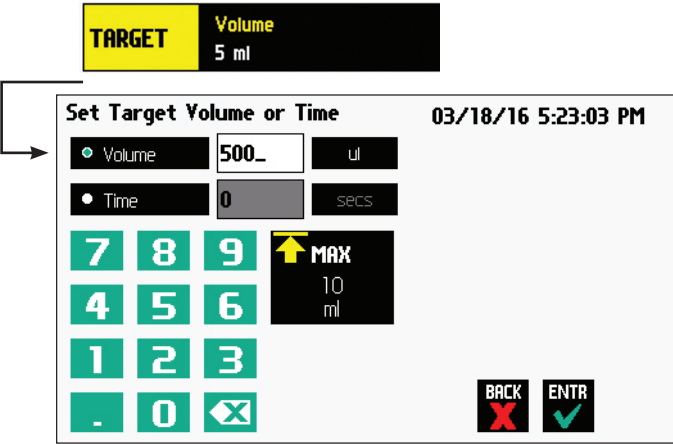 TARGET
Volume
5 ml
Set Target Volume or Time
03/18/16 5:23:03 PM
Volume
500_
ul
Time
0
secs
7 8 9
MAX
10
ml
4 5 6
1 2 3
. 0 X
BACK
ENTR